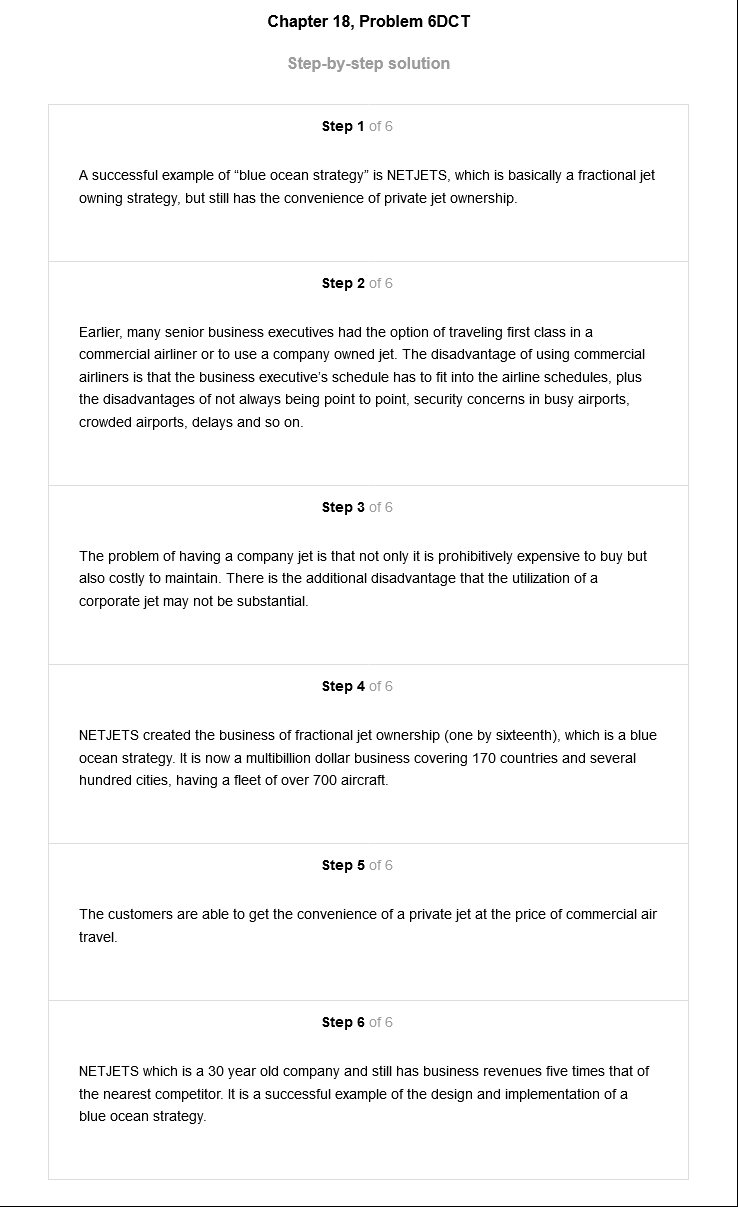 Chapter 18, Problem 6DCT
Step-by-step solution
Step 1 of 6
A successful example of “blue ocean strategy” is NETJETS, which is basically a fractional jet
owning strategy, but still has the convenience of private jet ownership.
Step 2 of 6
Earlier, many senior business executives had the option of traveling first class in a
commercial airliner or to use a company owned jet. The disadvantage of using commercial
airliners is that the business executive’s schedule has to fit into the airline schedules, plus
the disadvantages of not always being point to point, security concerns in busy airports,
crowded airports, delays and so on.
Step 3 of 6
The problem of having a company jet is that not only it is prohibitively expensive to buy but
also costly to maintain. There is the additional disadvantage that the utilization of a
corporate jet may not be substantial.
Step 4 of 6
NETJETS created the business of fractional jet ownership (one by sixteenth), which is a blue
ocean strategy. It is now a multibillion dollar business covering 170 countries and several
hundred cities, having a fleet of over 700 aircraft.
Step 5 of 6
The customers are able to get the convenience of a private jet at the price of commercial air
travel.
Step 6 of 6
NETJETS which is a 30 year old company and still has business revenues five times that of
the nearest competitor. It is a successful example of the design and implementation of a
blue ocean strategy.